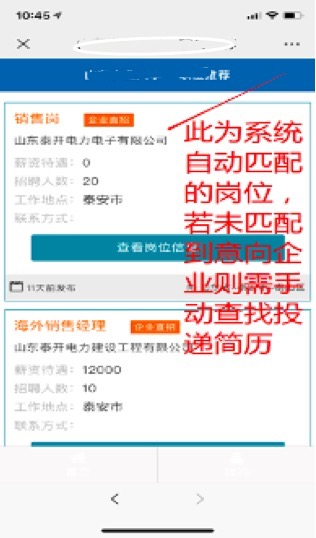 10:45
推荐
销售岗 企业直招
山东泰开电力电子有限公司
薪资待遇：0
招聘人数：20
工作地点：泰安市
联系方式：
查看岗位信
11天前发布
海外销售经理 企业直招
山东泰开电力建设工程有限公
薪资待遇：12000
招聘人数：10
工作地点：泰安市
联系方式：
此为系统
自动匹配
的岗位，
若未匹配
到意向企
业则需手
动查找投
递简历